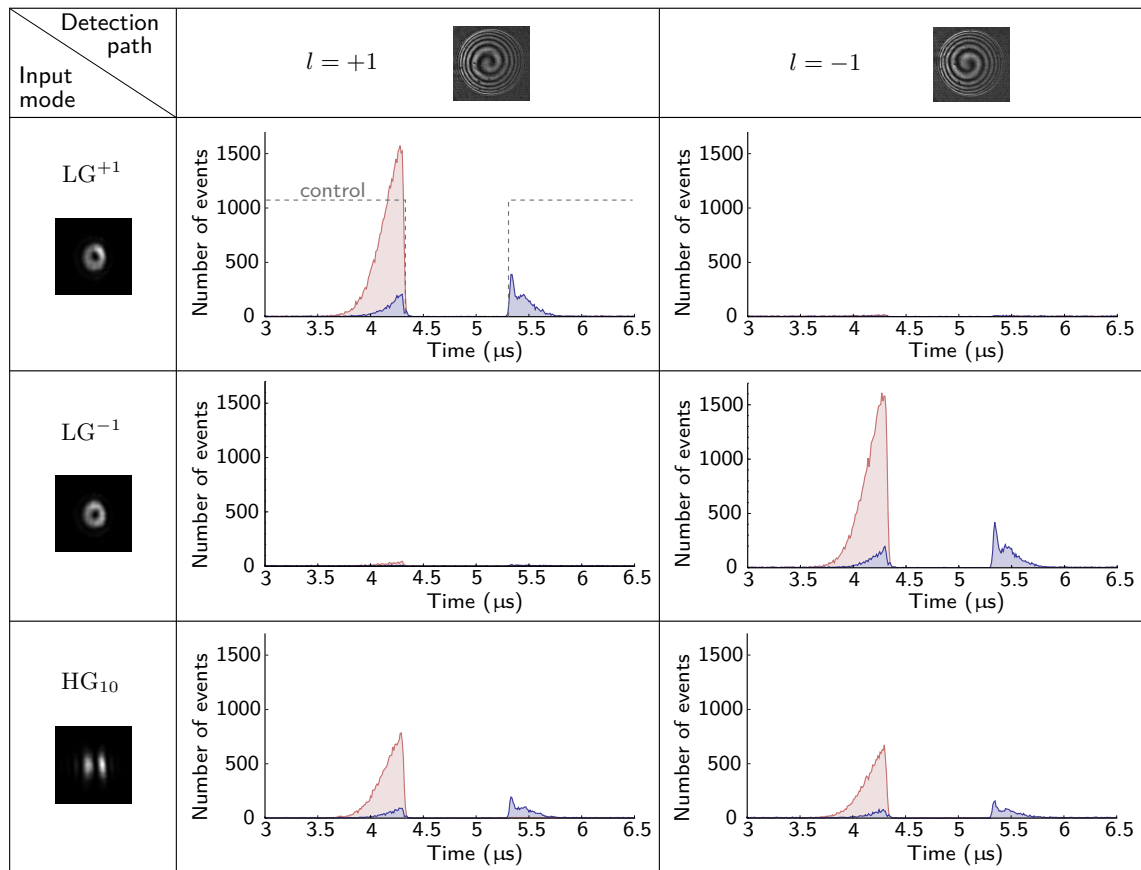 Detection
path
Input
mode
l = +1
l = −1
LG⁺¹
Number of events
1500
1000
500
0
control
3 3.5 4 4.5 5 5.5 6 6.5
Time (μs)
Number of events
1500
1000
500
0
3 3.5 4 4.5 5 5.5 6 6.5
Time (μs)
LG⁻¹
Number of events
1500
1000
500
0
3 3.5 4 4.5 5 5.5 6 6.5
Time (μs)
Number of events
1500
1000
500
0
3 3.5 4 4.5 5 5.5 6 6.5
Time (μs)
HG₁₀
Number of events
1500
1000
500
0
3 3.5 4 4.5 5 5.5 6 6.5
Time (μs)
Number of events
1500
1000
500
0
3 3.5 4 4.5 5 5.5 6 6.5
Time (μs)